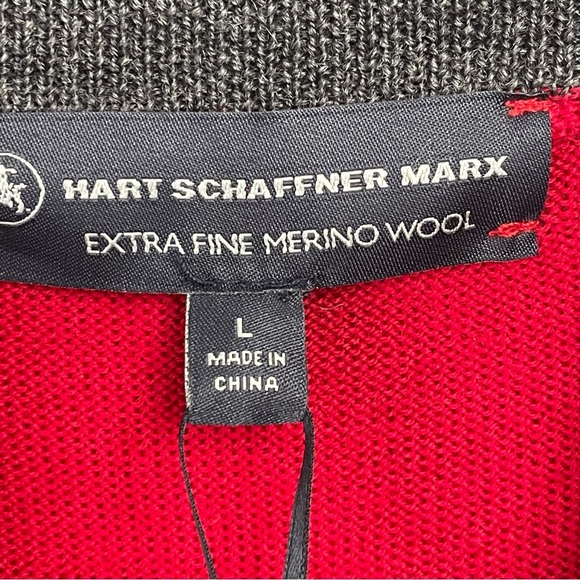 HART SCHAFFNER MARX
EXTRA FINE MERINO WOOL
L
MADE IN
CHINA